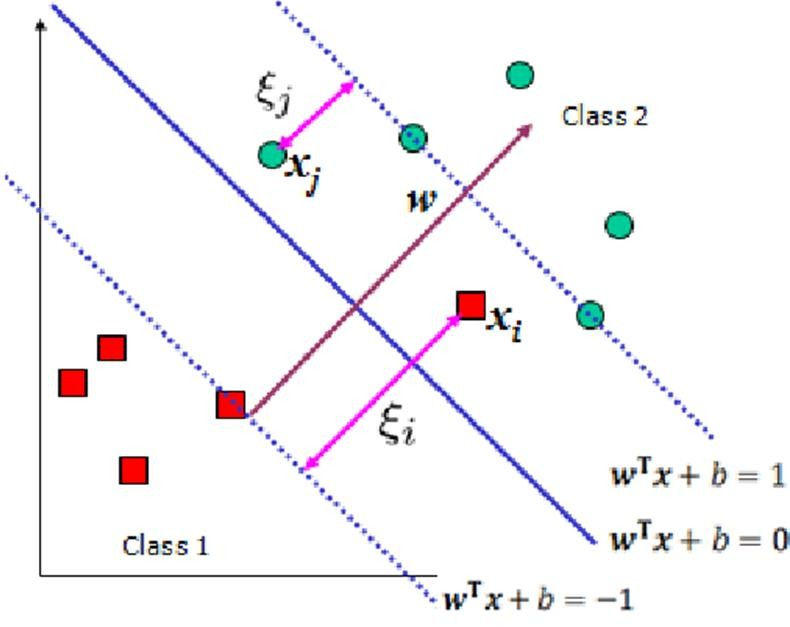 ξj
Class 2
xj
w
xi
ξi
wᵀx + b = 1
wᵀx + b = 0
Class 1
wᵀx + b = −1